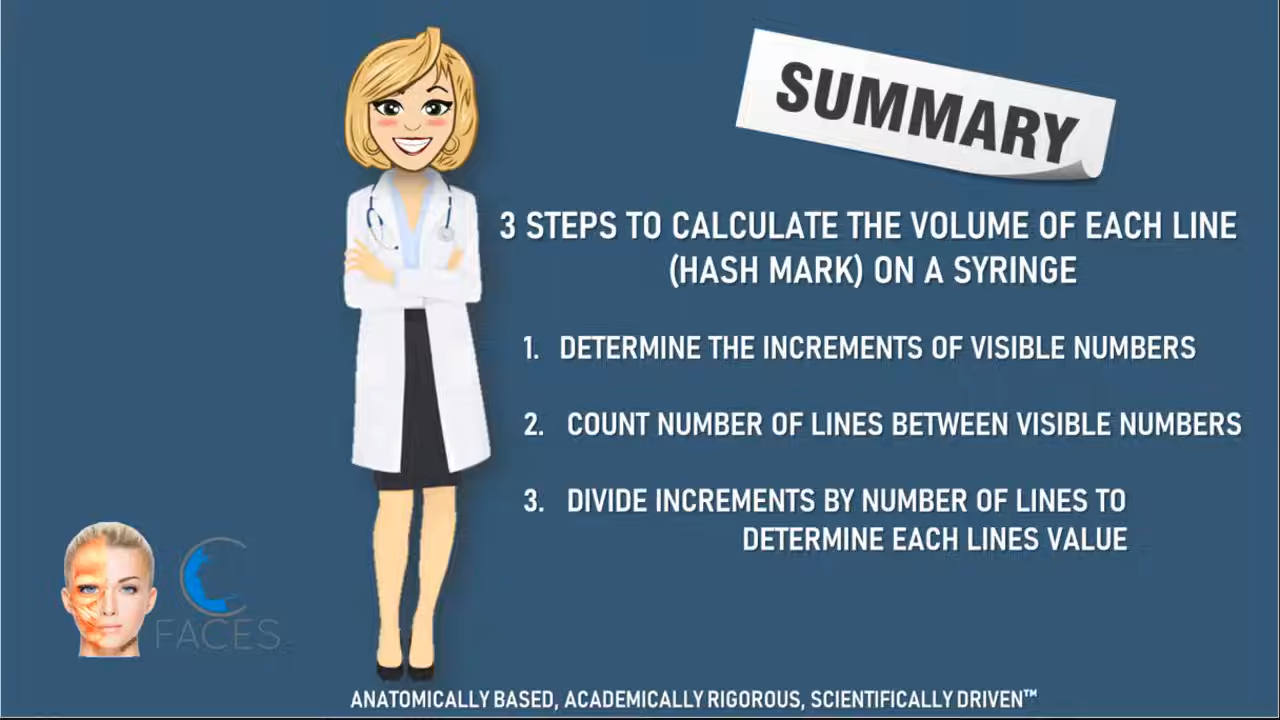 SUMMARY
3 STEPS TO CALCULATE THE VOLUME OF EACH LINE
(HASH MARK) ON A SYRINGE
1. DETERMINE THE INCREMENTS OF VISIBLE NUMBERS
2. COUNT NUMBER OF LINES BETWEEN VISIBLE NUMBERS
3. DIVIDE INCREMENTS BY NUMBER OF LINES TO
DETERMINE EACH LINES VALUE
FACES
ANATOMICALLY BASED, ACADEMICALLY RIGOROUS, SCIENTIFICALLY DRIVEN™